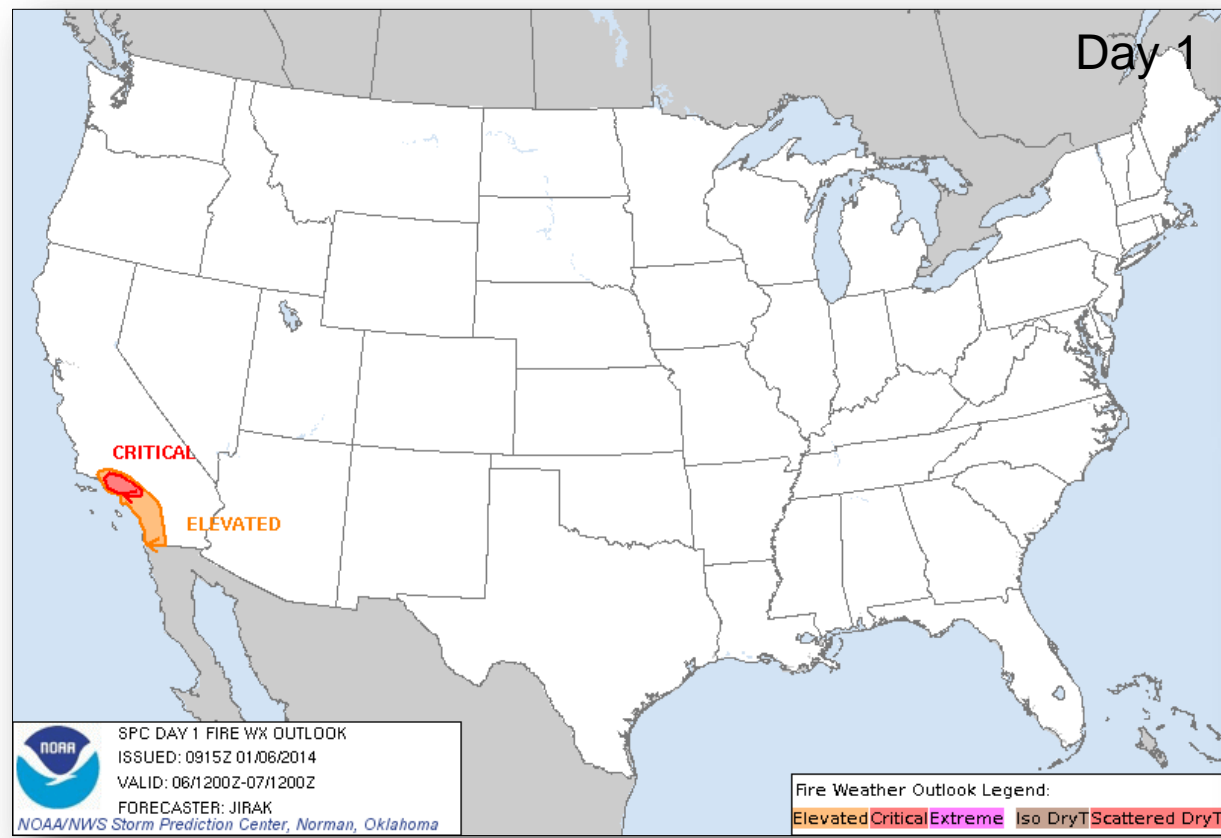 Day 1
CRITICAL
ELEVATED
NOAA
SPC DAY 1 FIRE WX OUTLOOK
ISSUED: 0915Z 01/06/2014
VALID: 06/1200Z-07/1200Z
FORECASTER: JIRAK
NOAA/NWS Storm Prediction Center, Norman, Oklahoma
Fire Weather Outlook Legend:
Elevated Critical Extreme Iso DryT Scattered DryT